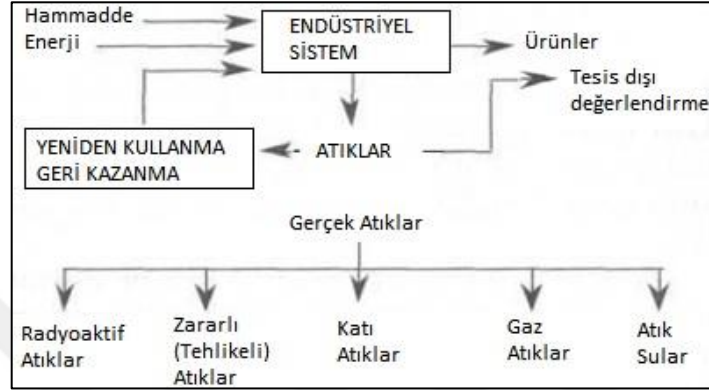 Hammadde
Enerji
ENDÜSTRİYEL
SİSTEM
Ürünler
Tesis dışı
değerlendirme
YENİDEN KULLANMA
GERİ KAZANMA
ATIKLAR
Gerçek Atıklar
Radyoaktif
Atıklar
Zararlı
(Tehlikeli)
Atıklar
Katı
Atıklar
Gaz
Atıklar
Atık
Sular